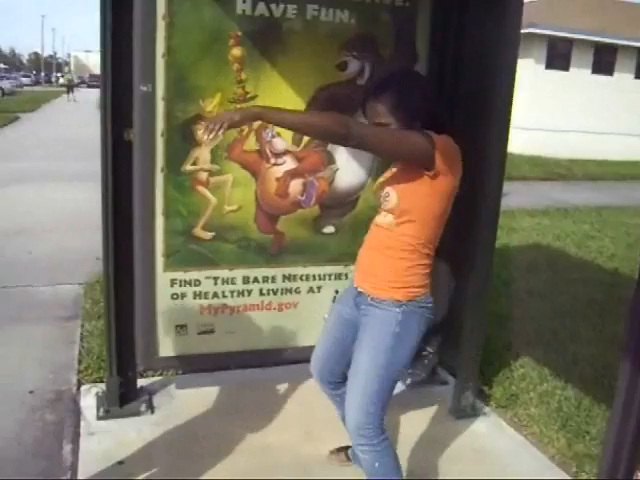 HAVE FUN.
FIND "THE BARE NECESSITIES
OF HEALTHY LIVING AT
MyPyramid.gov